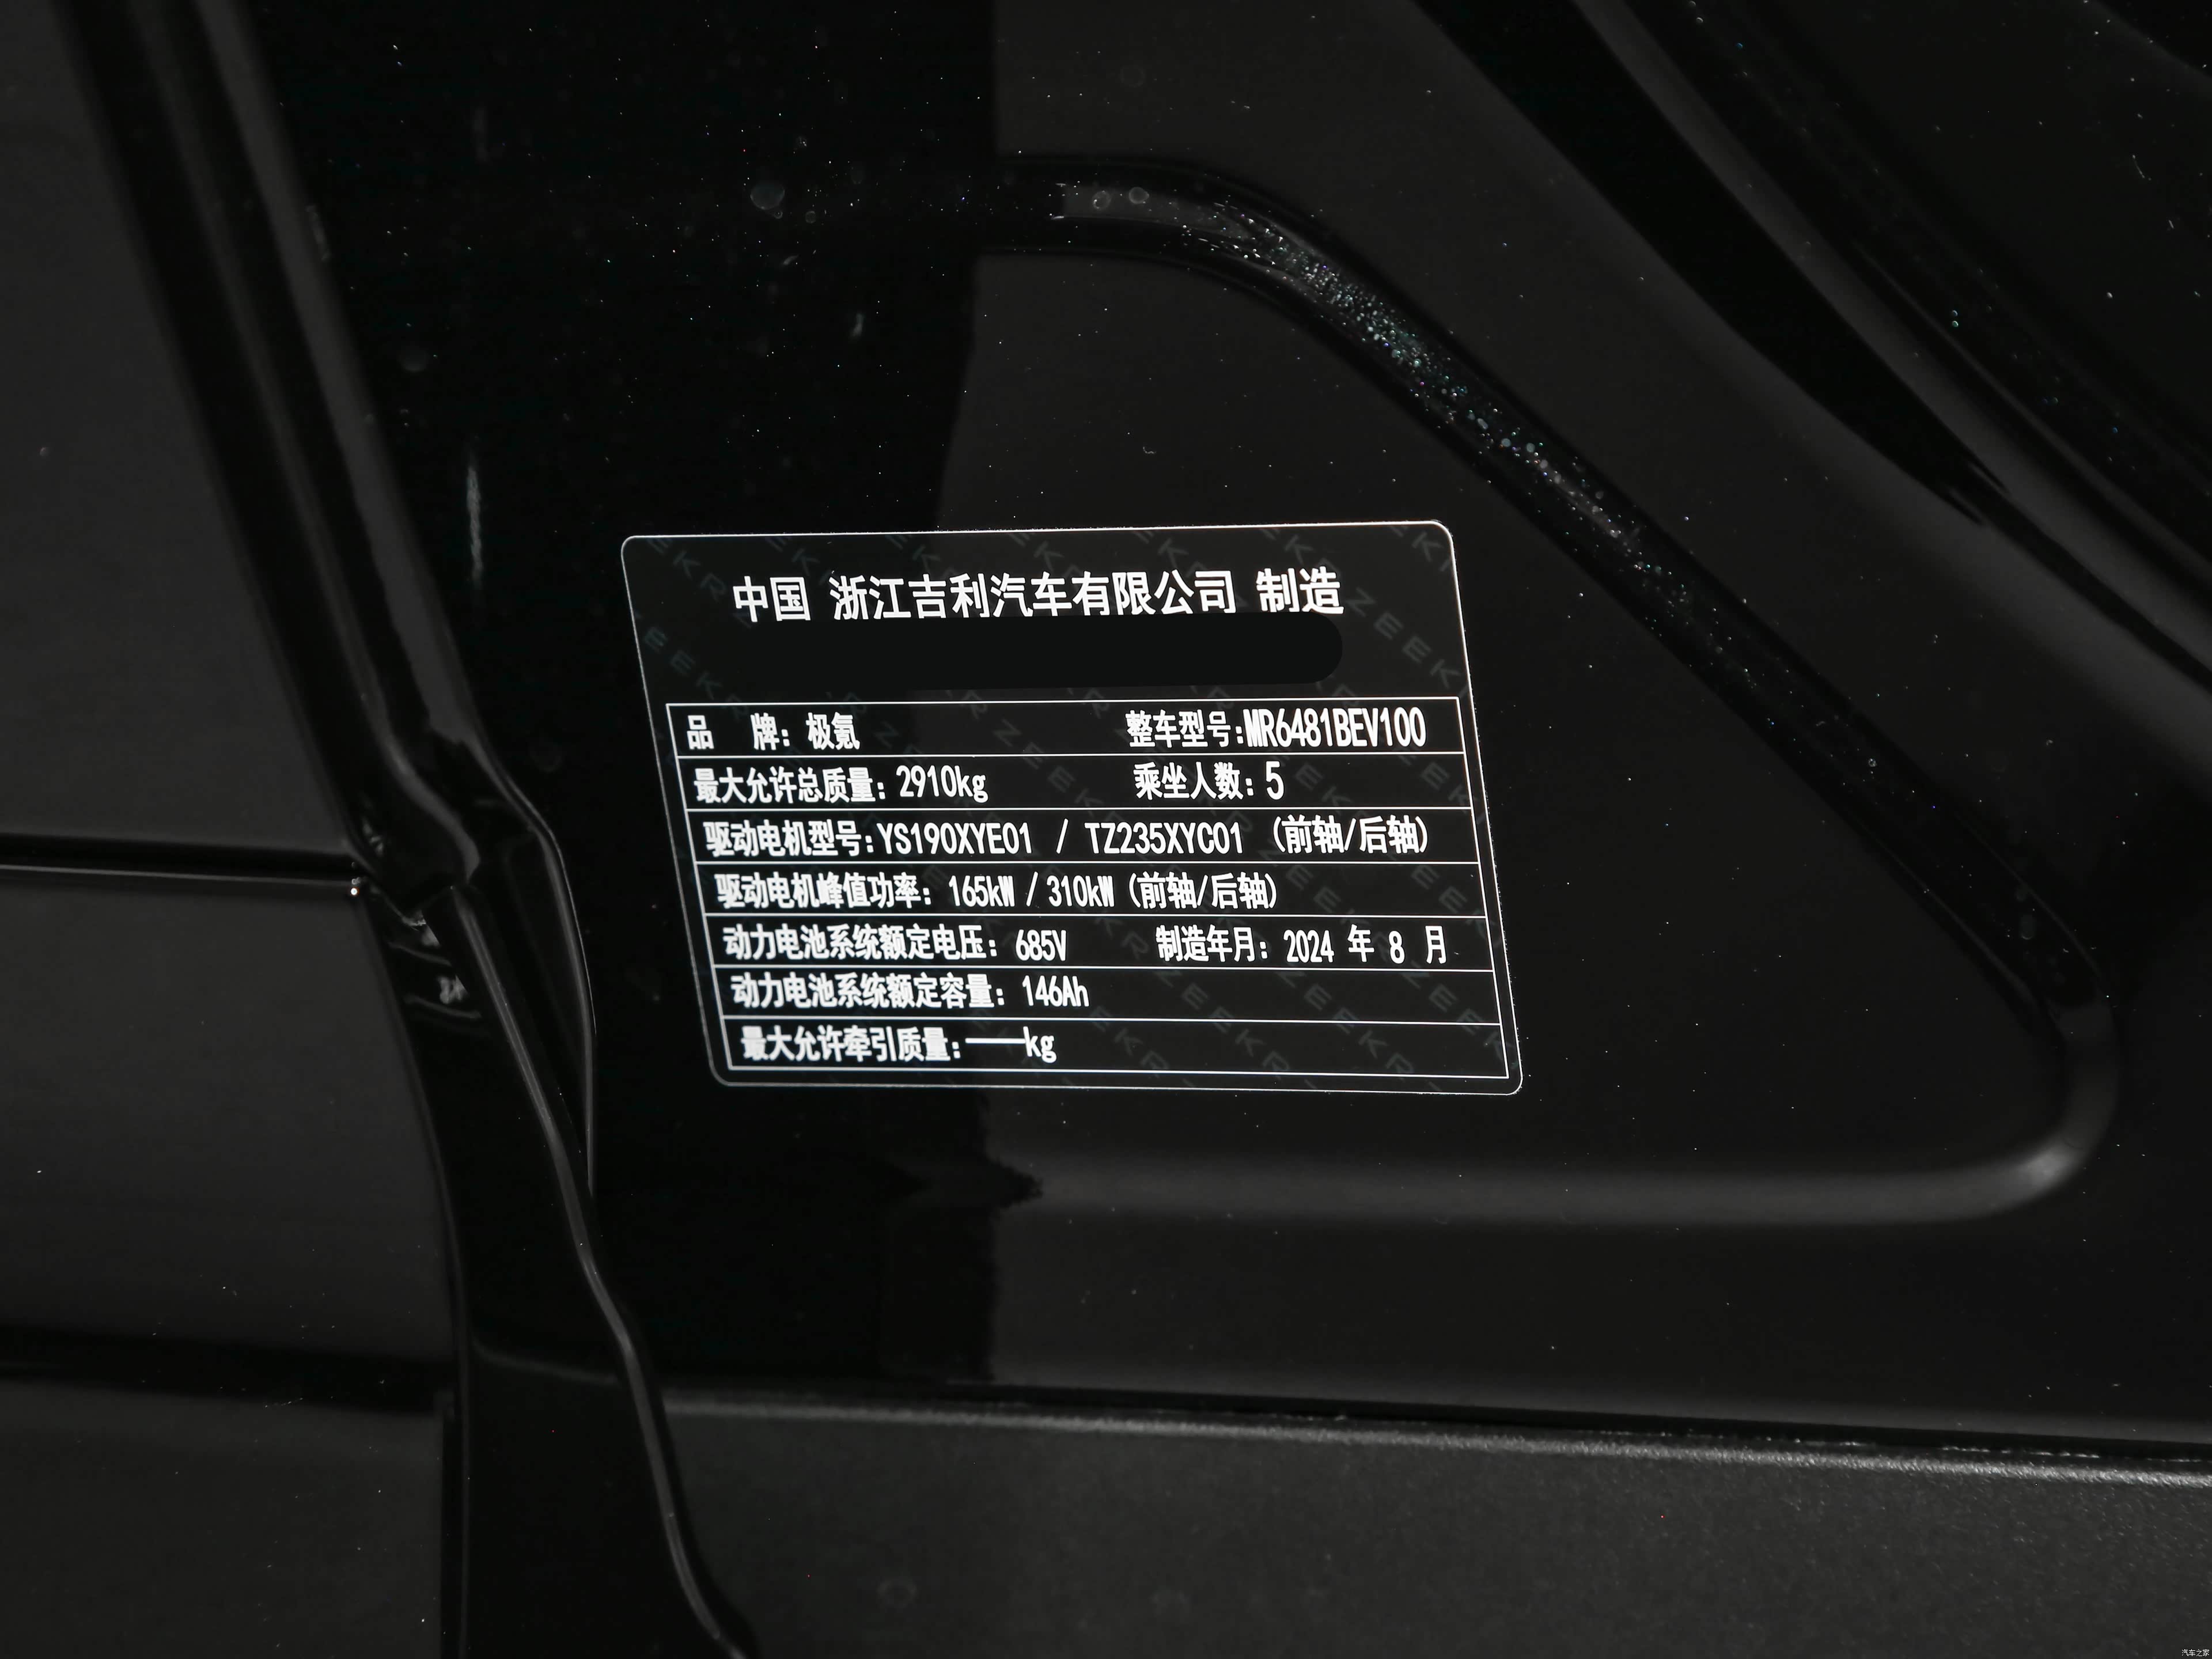 中国 浙江吉利汽车有限公司 制造
品 牌：极氪 整车型号:MR6481BEV100
最大允许总质量：2910kg 乘坐人数：5
驱动电机型号:YS190XYE01 / TZ235XYC01 (前轴/后轴)
驱动电机峰值功率：165kW / 310kW (前轴/后轴)
动力电池系统额定电压：685V 制造年月：2024 年 8 月
动力电池系统额定容量：146Ah
最大允许牵引质量:——kg
汽车之家